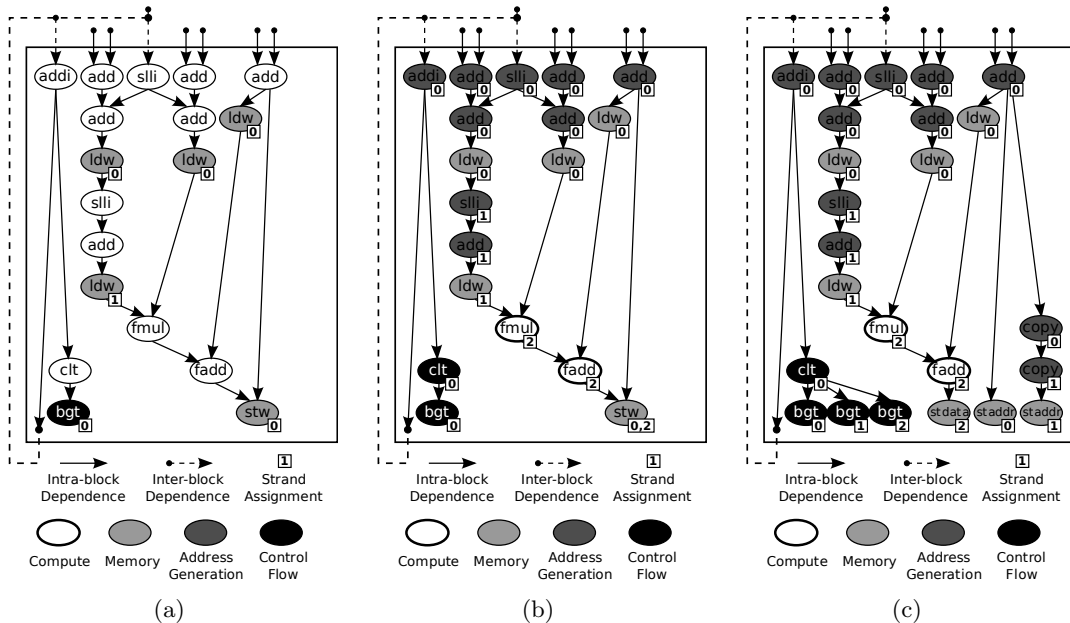 addi add slli add add
add add ldw 0
ldw 0 ldw 0
slli
add
ldw 1
fmul
clt fadd
bgt 0 stw 0
1
Intra-block Inter-block Strand
Dependence Dependence Assignment
Compute Memory Address Control
Generation Flow
(a)
addi 0 add 0 slli 0 add 0 add 0
add 0 add 0 ldw 0
ldw 0 ldw 0
slli 1
add 1
ldw 1
fmul 2
clt 0 fadd 2
bgt 0 stw 0,2
1
Intra-block Inter-block Strand
Dependence Dependence Assignment
Compute Memory Address Control
Generation Flow
(b)
addi 0 add 0 slli 0 add 0 add 0
add 0 add 0 ldw 0
ldw 0 ldw 0
slli 1
add 1
ldw 1
fmul 2 copy 0
clt 0 fadd 2 copy 1
bgt 0 bgt 1 bgt 2 stdata 2 staddr 0 staddr 1
1
Intra-block Inter-block Strand
Dependence Dependence Assignment
Compute Memory Address Control
Generation Flow
(c)